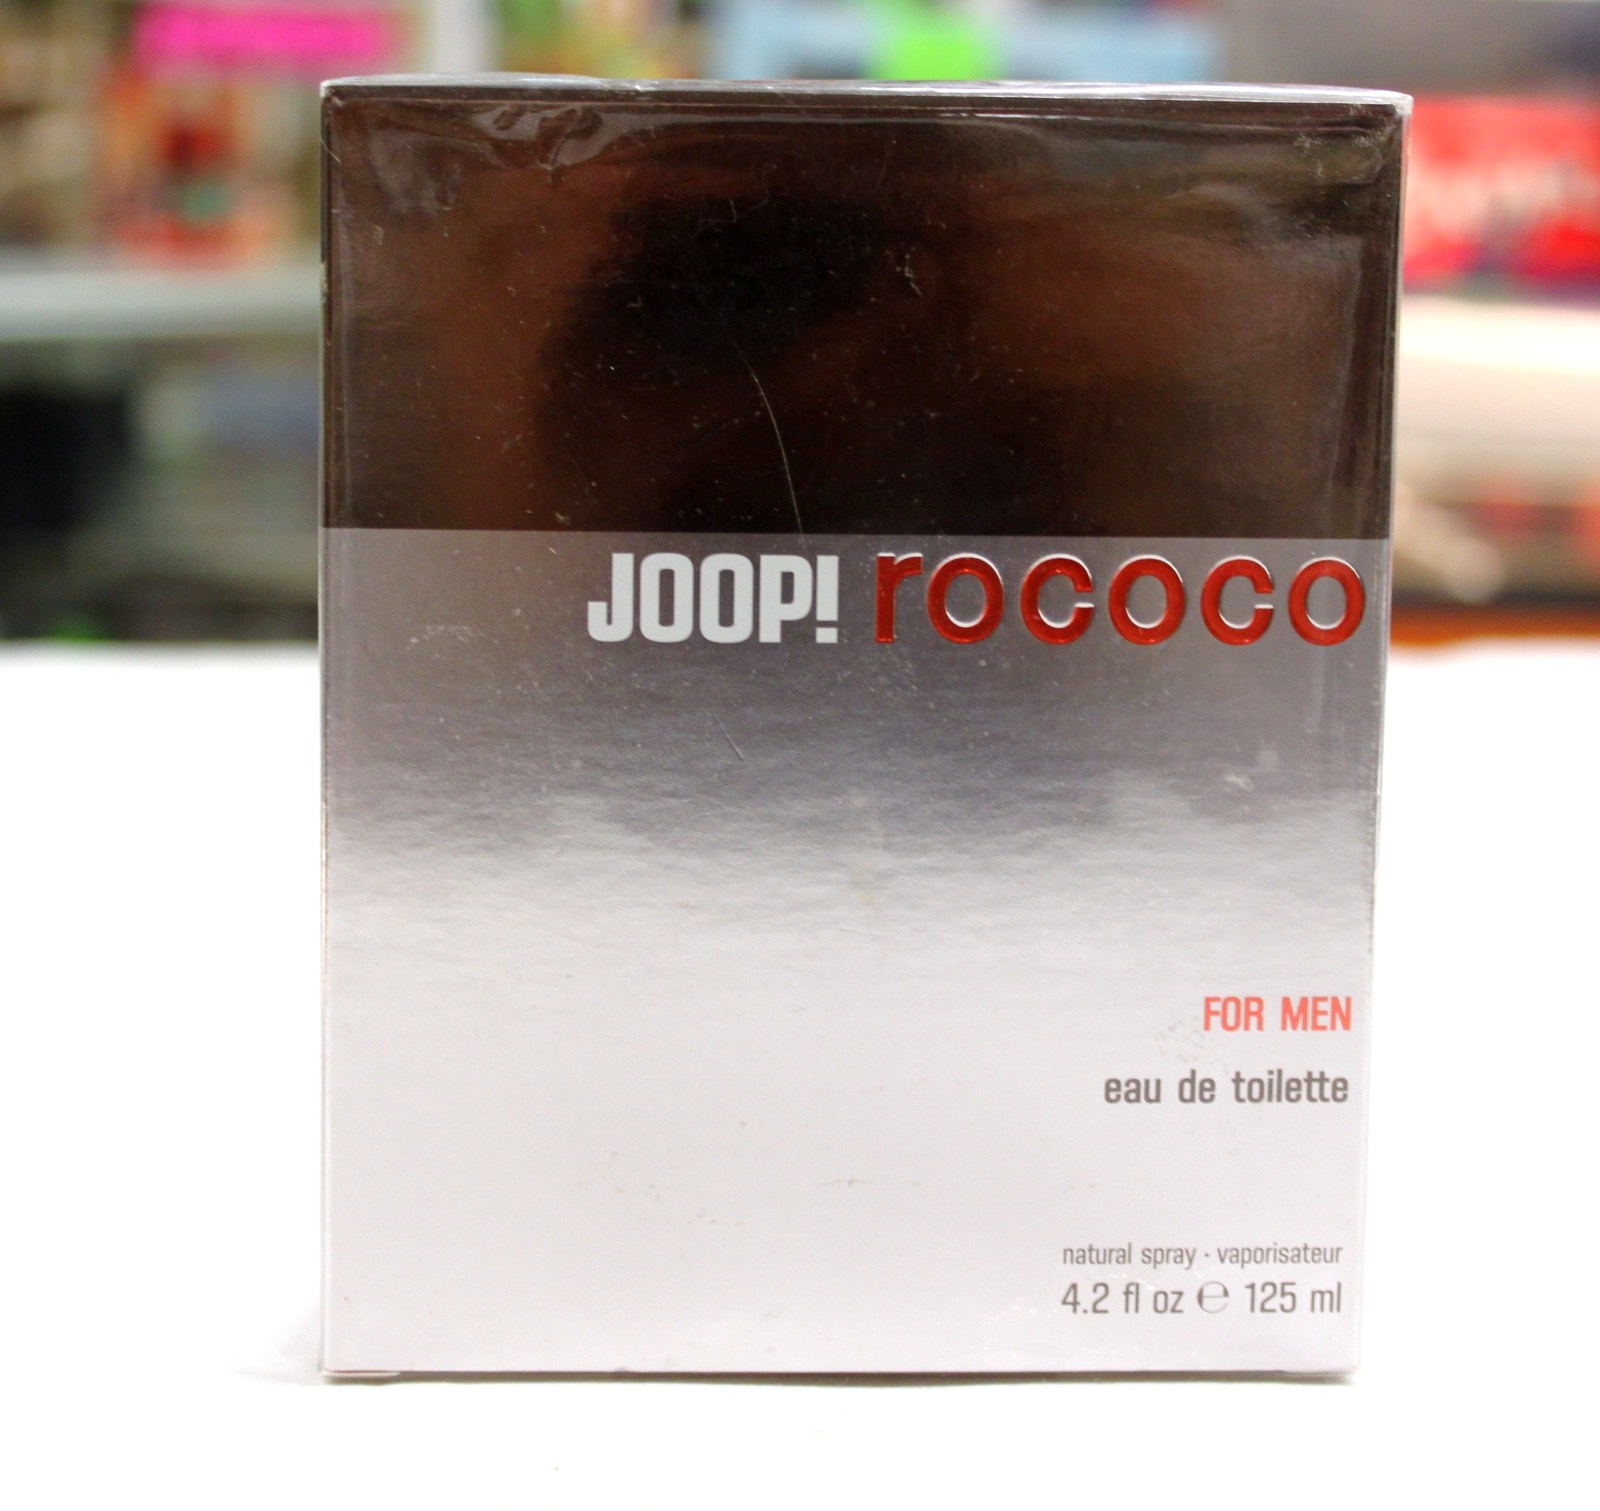 JOOP! rococo
FOR MEN
eau de toilette
natural spray · vaporisateur
4.2 fl oz ℮ 125 ml